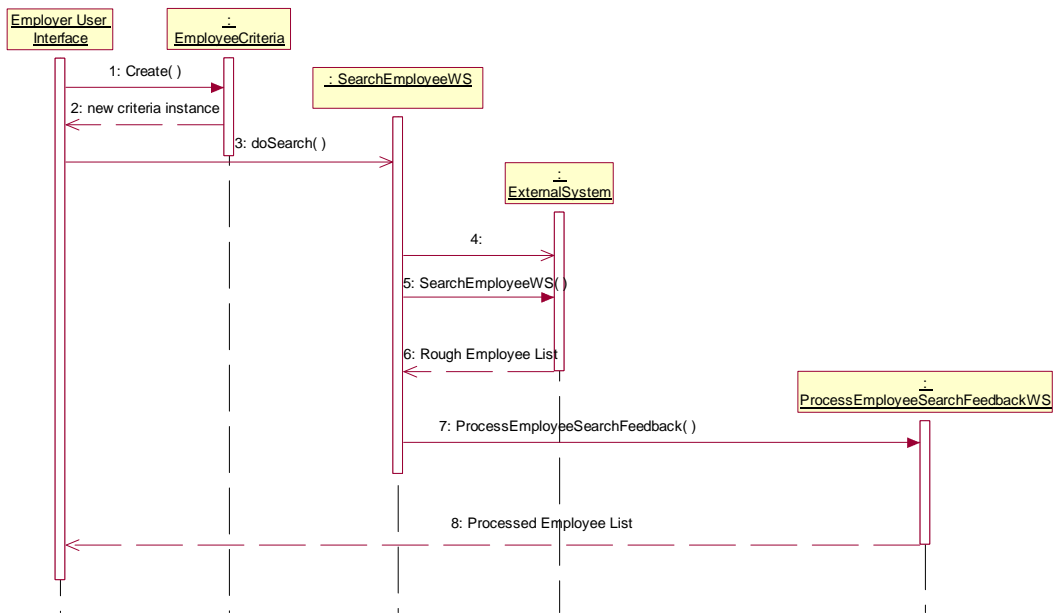 Employer User
Interface
:
EmployeeCriteria
1: Create( )
: SearchEmployeeWS
2: new criteria instance
3: doSearch( )
:
ExternalSystem
4:
5: SearchEmployeeWS( )
6: Rough Employee List
:
ProcessEmployeeSearchFeedbackWS
7: ProcessEmployeeSearchFeedback( )
8: Processed Employee List